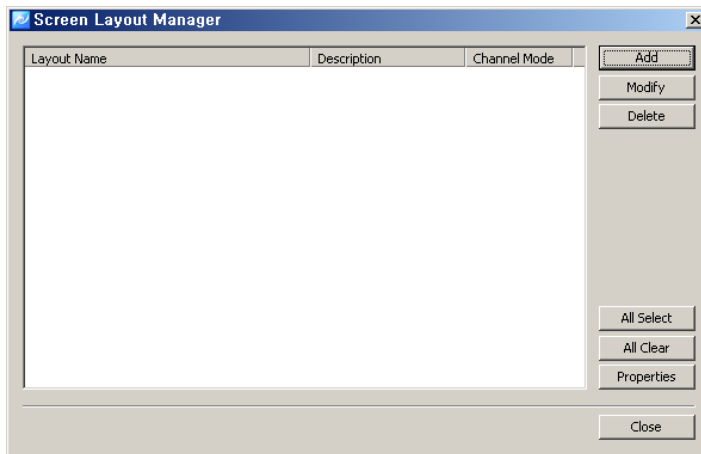 Screen Layout Manager
Layout Name Description Channel Mode
Add
Modify
Delete
All Select
All Clear
Properties
Close